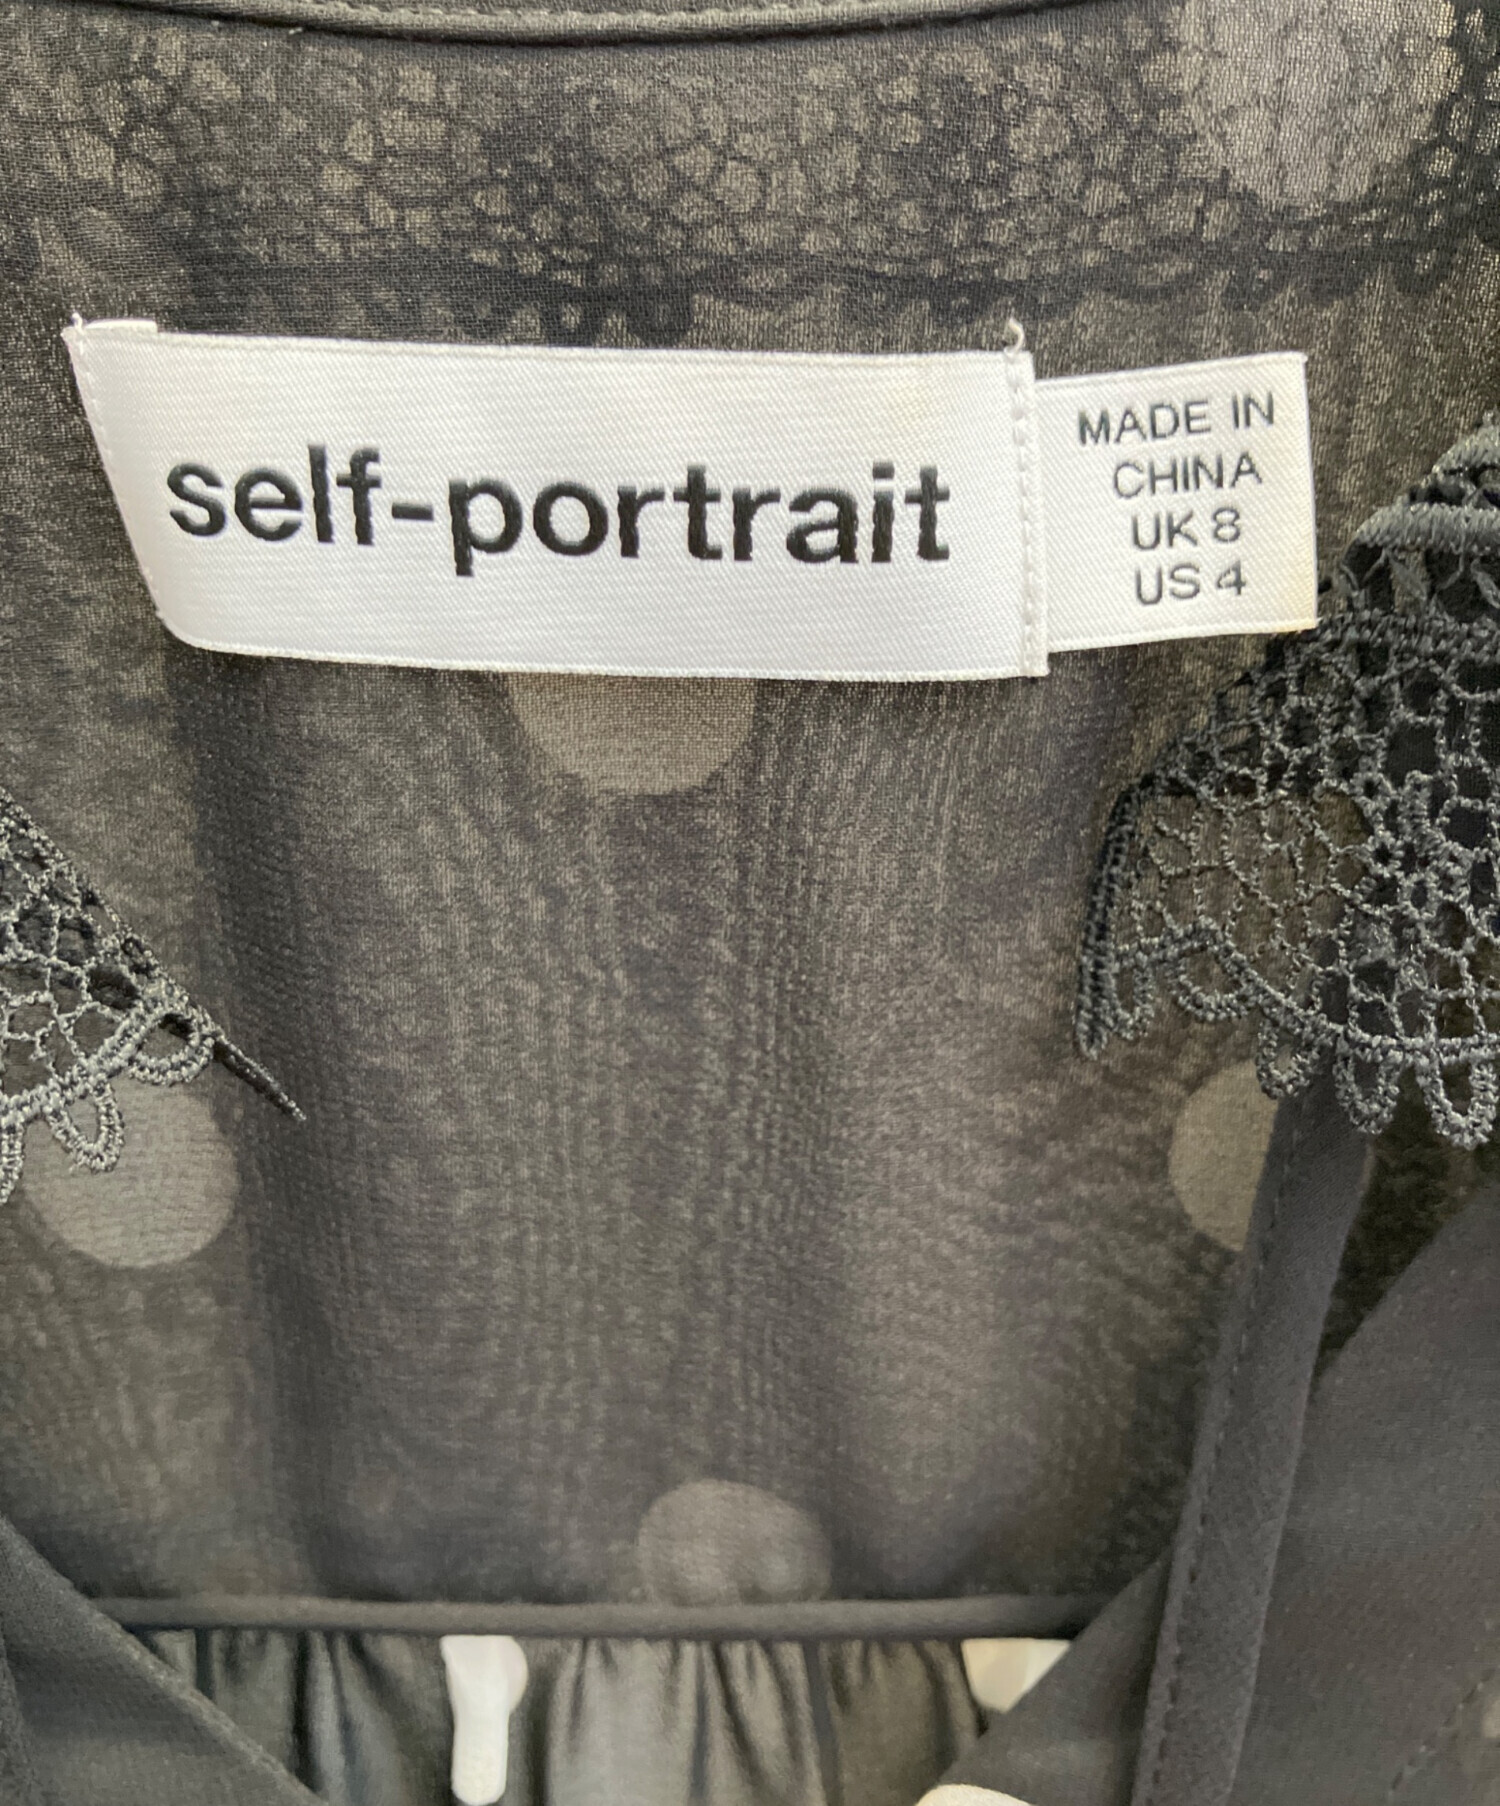 self-portrait
MADE IN
CHINA
UK 8
US 4